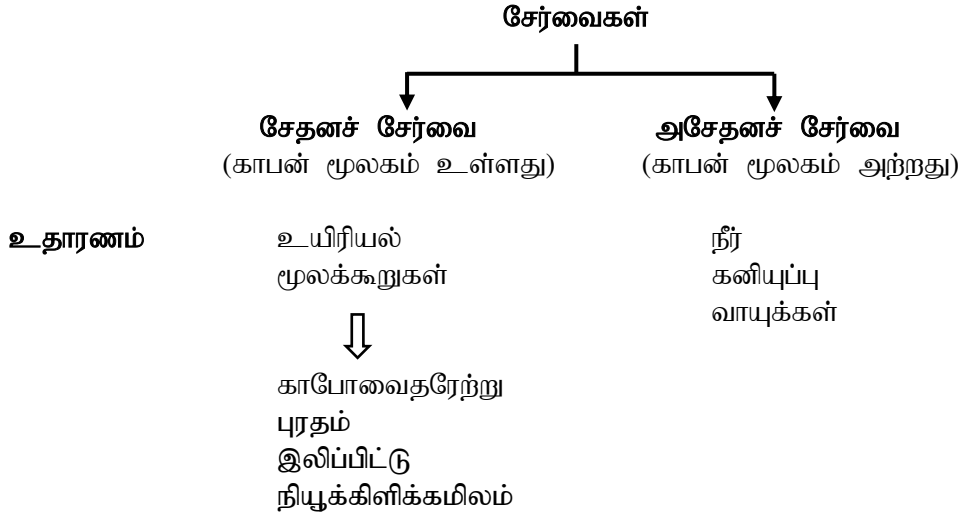 சேர்வைகள்
சேதனச் சேர்வை அசேதனச் சேர்வை
(காபன் மூலகம் உள்ளது) (காபன் மூலகம் அற்றது)
உதாரணம் உயிரியல் நீர்
மூலக்கூறுகள் கனியுப்பு
வாயுக்கள்
காபோவைதரேற்று
புரதம்
இலிப்பிட்டு
நியூக்கிளிக்கமிலம்